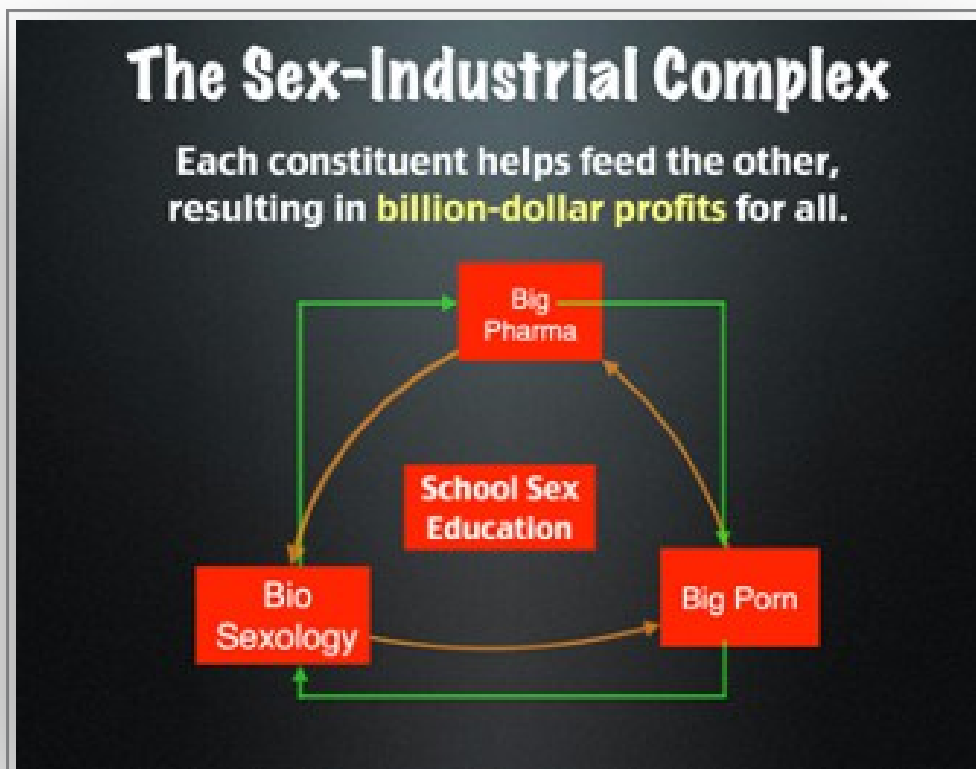 The Sex-Industrial Complex
Each constituent helps feed the other,
resulting in billion-dollar profits for all.
Big
Pharma
School Sex
Education
Bio
Sexology
Big Porn